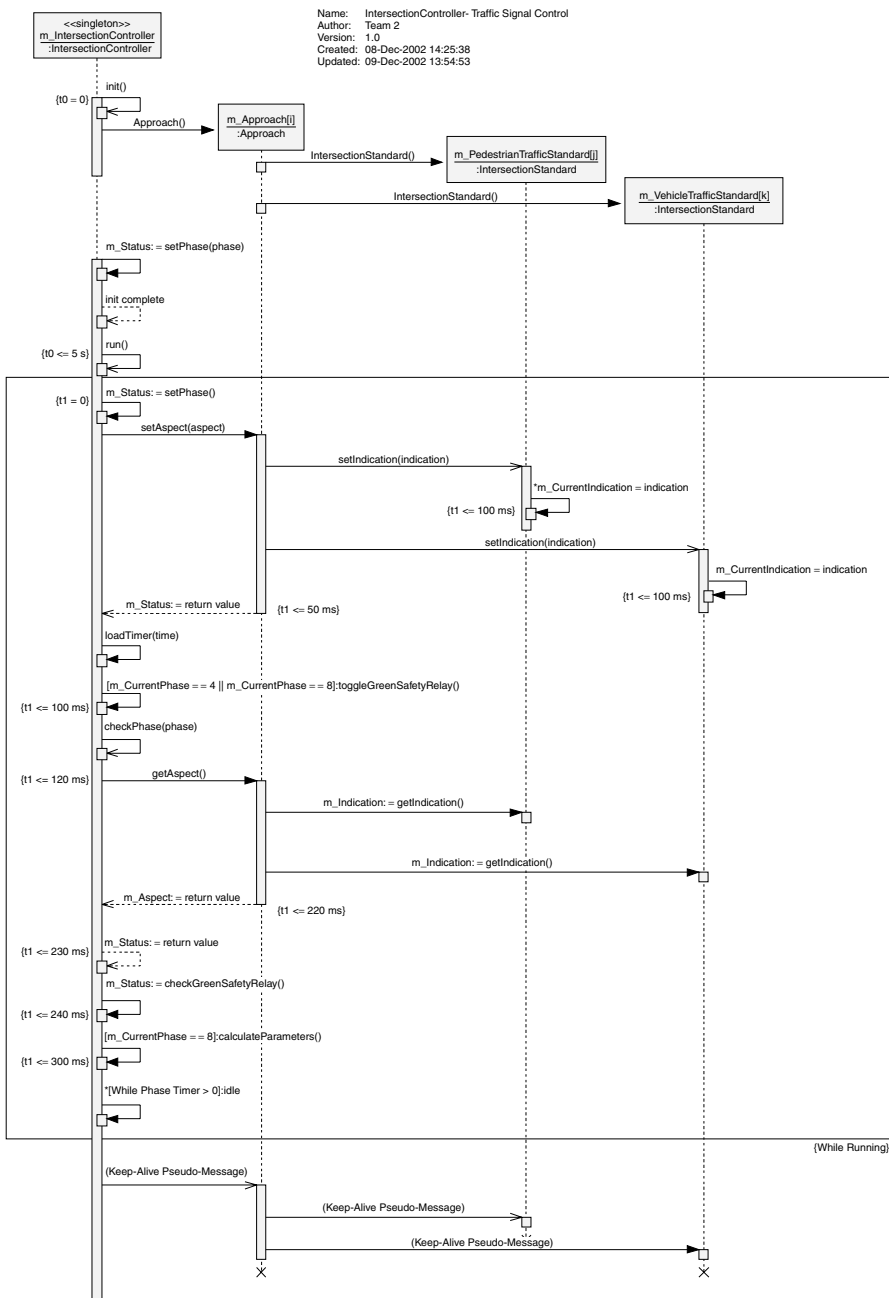 Name: IntersectionController- Traffic Signal Control
Author: Team 2
Version: 1.0
Created: 08-Dec-2002 14:25:38
Updated: 09-Dec-2002 13:54:53
<<singleton>>
m_IntersectionController
:IntersectionController
init()
{t0 = 0}
Approach()
m_Approach[i]
:Approach
IntersectionStandard()
m_PedestrianTrafficStandard[j]
:IntersectionStandard
IntersectionStandard()
m_VehicleTrafficStandard[k]
:IntersectionStandard
m_Status: = setPhase(phase)
init complete
run()
{t0 <= 5 s}
m_Status: = setPhase()
{t1 = 0}
setAspect(aspect)
setIndication(indication)
*m_CurrentIndication = indication
{t1 <= 100 ms}
setIndication(indication)
m_CurrentIndication = indication
{t1 <= 100 ms}
m_Status: = return value
{t1 <= 50 ms}
loadTimer(time)
[m_CurrentPhase == 4 || m_CurrentPhase == 8]:toggleGreenSafetyRelay()
{t1 <= 100 ms}
checkPhase(phase)
{t1 <= 120 ms}
getAspect()
m_Indication: = getIndication()
m_Indication: = getIndication()
m_Aspect: = return value
{t1 <= 220 ms}
m_Status: = return value
{t1 <= 230 ms}
m_Status: = checkGreenSafetyRelay()
{t1 <= 240 ms}
[m_CurrentPhase == 8]:calculateParameters()
{t1 <= 300 ms}
*[While Phase Timer > 0]:idle
{While Running}
(Keep-Alive Pseudo-Message)
(Keep-Alive Pseudo-Message)
(Keep-Alive Pseudo-Message)